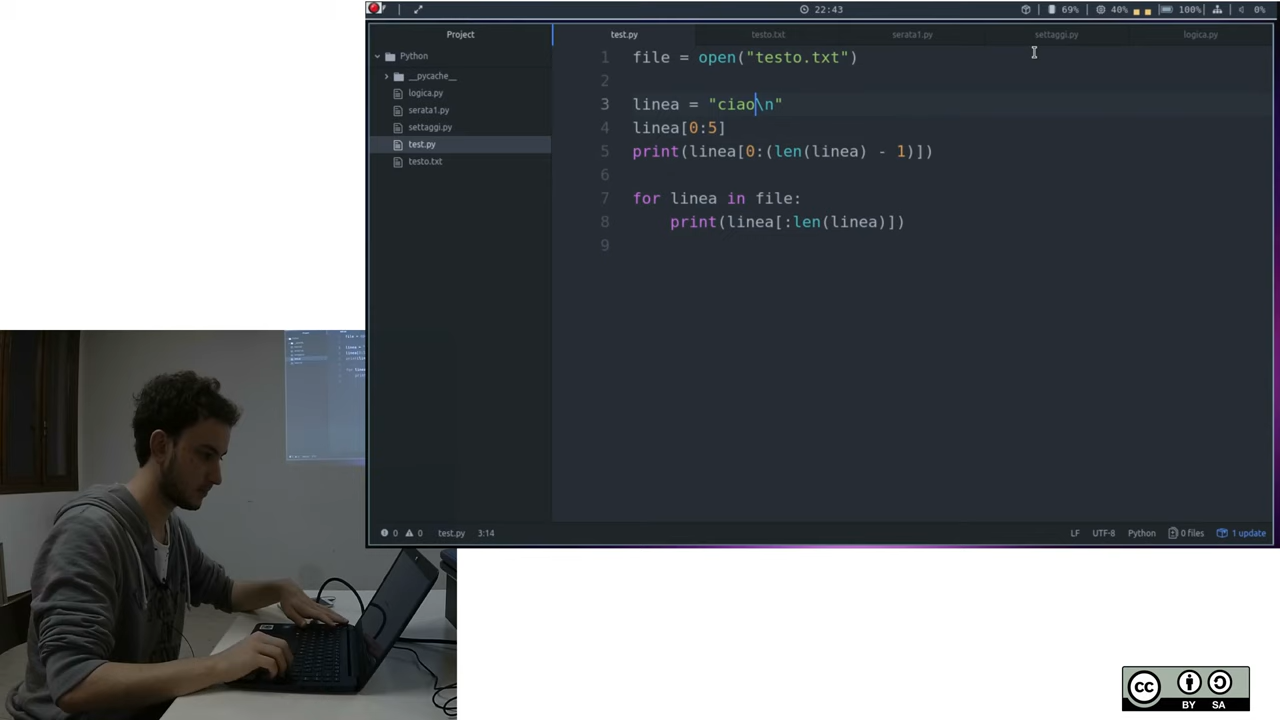 22:43
69%
40%
100%
0%
Project
test.py
testo.txt
serata1.py
settaggi.py
logica.py
Python
__pycache__
logica.py
serata1.py
settaggi.py
test.py
testo.txt
1 file = open("testo.txt")
2
3 linea = "ciao\n"
4 linea[0:5]
5 print(linea[0:(len(linea) - 1)])
6
7 for linea in file:
8 print(linea[:len(linea)])
9
0 0 test.py 3:14
LF UTF-8 Python 0 files 1 update
cc
BY SA